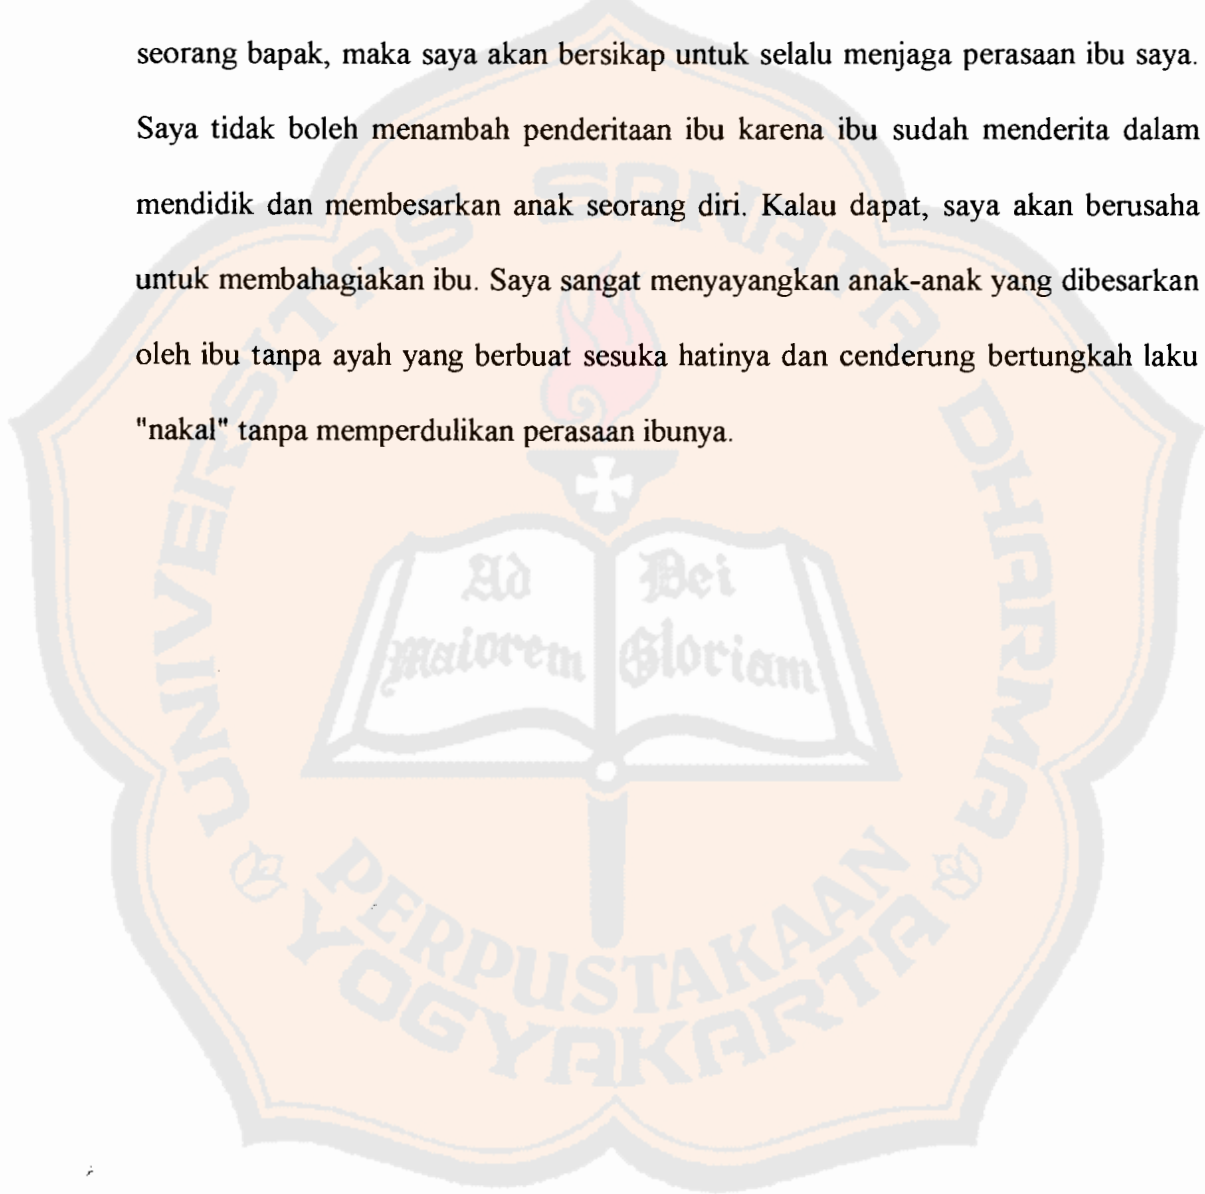 seorang bapak, maka saya akan bersikap untuk selalu menjaga perasaan ibu saya.
Saya tidak boleh menambah penderitaan ibu karena ibu sudah menderita dalam
mendidik dan membesarkan anak seorang diri. Kalau dapat, saya akan berusaha
untuk membahagiakan ibu. Saya sangat menyayangkan anak-anak yang dibesarkan
oleh ibu tanpa ayah yang berbuat sesuka hatinya dan cenderung bertungkah laku
"nakal" tanpa memperdulikan perasaan ibunya.
UNIVERSITAS SANATA DHARMA
Ad Dei
maiorem Gloriam
PERPUSTAKAAN
YOGYAKARTA